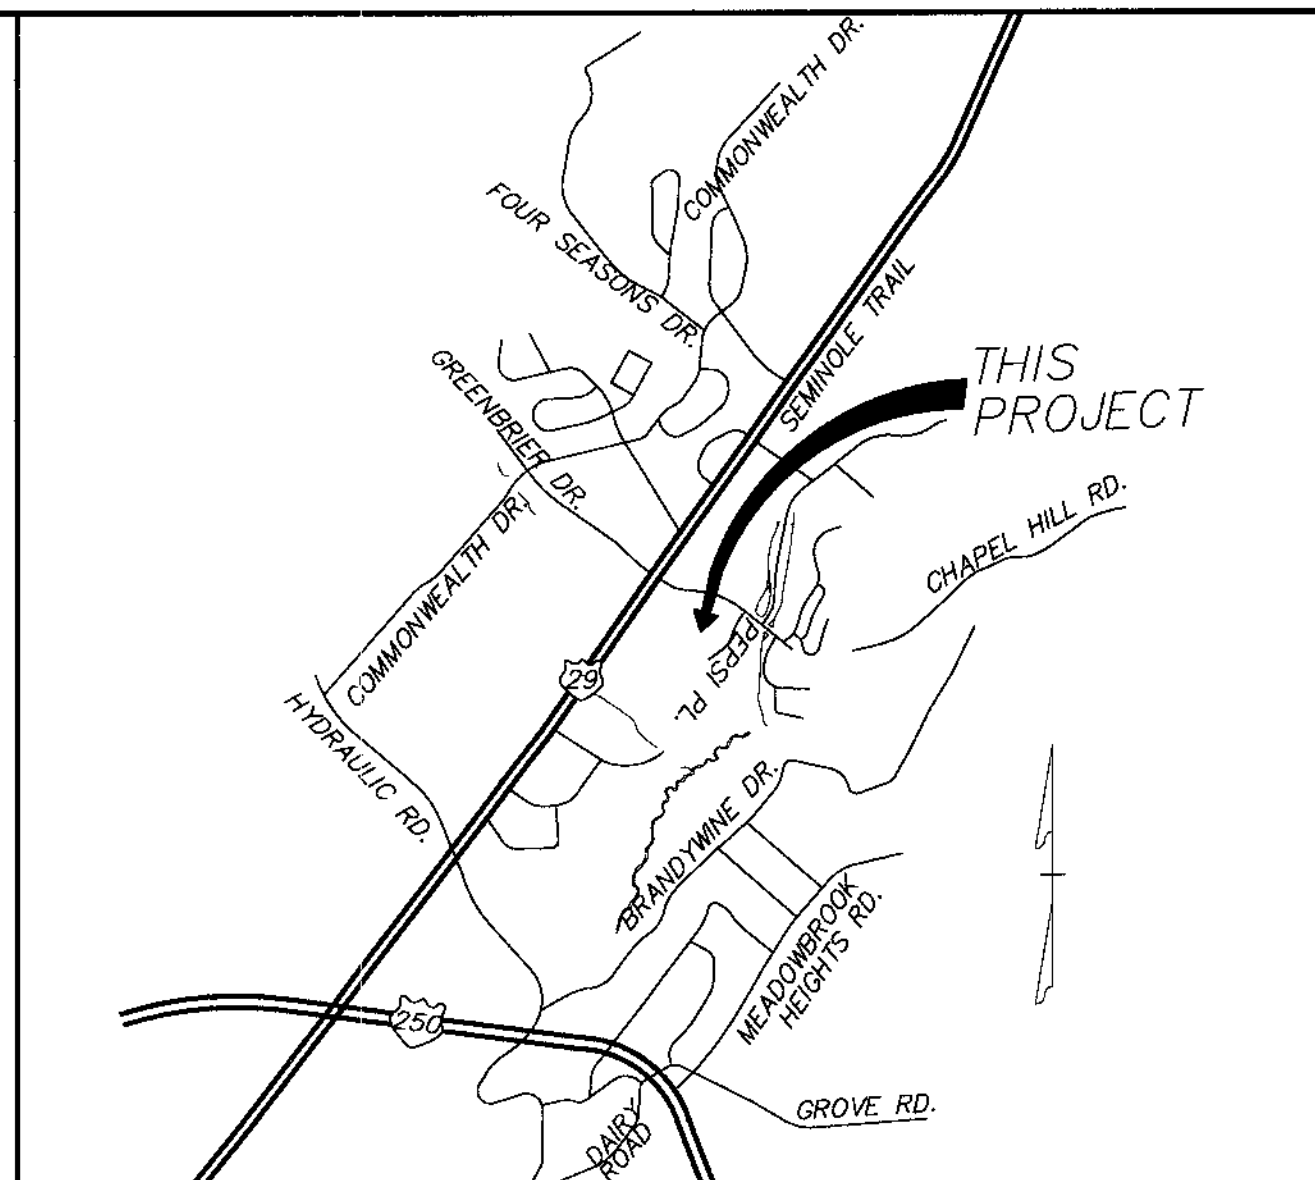 COMMONWEALTH DR.
FOUR SEASONS DR.
SEMINOLE TRAIL
GREENBRIER DR.
THIS
PROJECT
COMMONWEALTH DR.
CHAPEL HILL RD.
PEPSI PL.
29
HYDRAULIC RD.
BRANDYWINE DR.
MEADOWBROOK
HEIGHTS RD.
250
GROVE RD.
DAIRY
ROAD